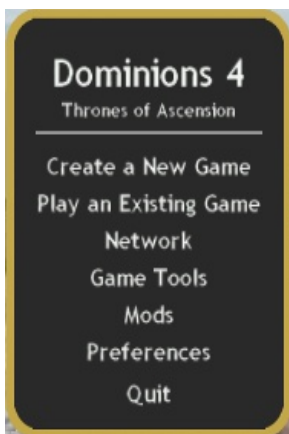 Dominions 4
Thrones of Ascension
Create a New Game
Play an Existing Game
Network
Game Tools
Mods
Preferences
Quit